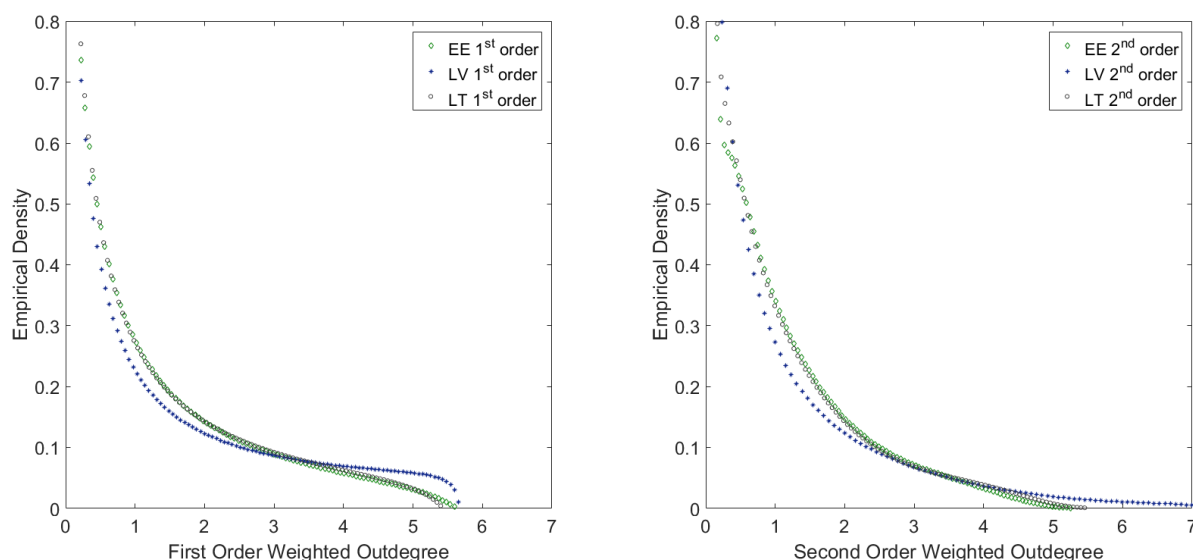 0.8
0.7
0.6
0.5
0.4
0.3
0.2
0.1
0
Empirical Density
0 1 2 3 4 5 6 7
First Order Weighted Outdegree
EE 1st order
LV 1st order
LT 1st order
0.8
0.7
0.6
0.5
0.4
0.3
0.2
0.1
0
Empirical Density
0 1 2 3 4 5 6 7
Second Order Weighted Outdegree
EE 2nd order
LV 2nd order
LT 2nd order